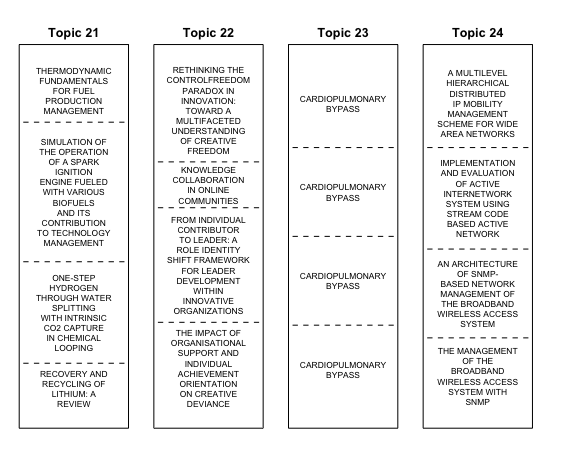 Topic 21
THERMODYNAMIC
FUNDAMENTALS
FOR FUEL
PRODUCTION
MANAGEMENT
SIMULATION OF
THE OPERATION
OF A SPARK
IGNITION
ENGINE FUELED
WITH VARIOUS
BIOFUELS
AND ITS
CONTRIBUTION
TO TECHNOLOGY
MANAGEMENT
ONE-STEP
HYDROGEN
THROUGH WATER
SPLITTING
WITH INTRINSIC
CO2 CAPTURE
IN CHEMICAL
LOOPING
RECOVERY AND
RECYCLING OF
LITHIUM: A
REVIEW
Topic 22
RETHINKING THE
CONTROLFREEDOM
PARADOX IN
INNOVATION:
TOWARD A
MULTIFACETED
UNDERSTANDING
OF CREATIVE
FREEDOM
KNOWLEDGE
COLLABORATION
IN ONLINE
COMMUNITIES
FROM INDIVIDUAL
CONTRIBUTOR
TO LEADER: A
ROLE IDENTITY
SHIFT FRAMEWORK
FOR LEADER
DEVELOPMENT
WITHIN
INNOVATIVE
ORGANIZATIONS
THE IMPACT OF
ORGANISATIONAL
SUPPORT AND
INDIVIDUAL
ACHIEVEMENT
ORIENTATION
ON CREATIVE
DEVIANCE
Topic 23
CARDIOPULMONARY
BYPASS
CARDIOPULMONARY
BYPASS
CARDIOPULMONARY
BYPASS
CARDIOPULMONARY
BYPASS
Topic 24
A MULTILEVEL
HIERARCHICAL
DISTRIBUTED
IP MOBILITY
MANAGEMENT
SCHEME FOR WIDE
AREA NETWORKS
IMPLEMENTATION
AND EVALUATION
OF ACTIVE
INTERNETWORK
SYSTEM USING
STREAM CODE
BASED ACTIVE
NETWORK
AN ARCHITECTURE
OF SNMP-
BASED NETWORK
MANAGEMENT OF
THE BROADBAND
WIRELESS ACCESS
SYSTEM
THE MANAGEMENT
OF THE
BROADBAND
WIRELESS ACCESS
SYSTEM WITH
SNMP